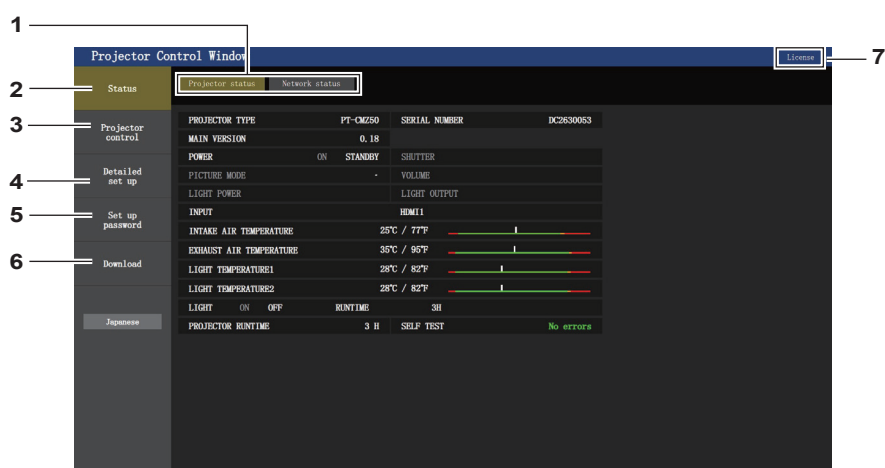 1
Projector Control Window
License
7
2
Status
Projector status Network status
3
Projector control
4
Detailed set up
5
Set up password
6
Download
Japanese
PROJECTOR TYPE PT-CMZ50 SERIAL NUMBER DC2630053
MAIN VERSION 0.18
POWER ON STANDBY SHUTTER
PICTURE MODE - VOLUME
LIGHT POWER LIGHT OUTPUT
INPUT HDMI1
INTAKE AIR TEMPERATURE 25℃ / 77℉
EXHAUST AIR TEMPERATURE 35℃ / 95℉
LIGHT TEMPERATURE1 28℃ / 82℉
LIGHT TEMPERATURE2 28℃ / 82℉
LIGHT ON OFF RUNTIME 3H
PROJECTOR RUNTIME 3 H SELF TEST No errors